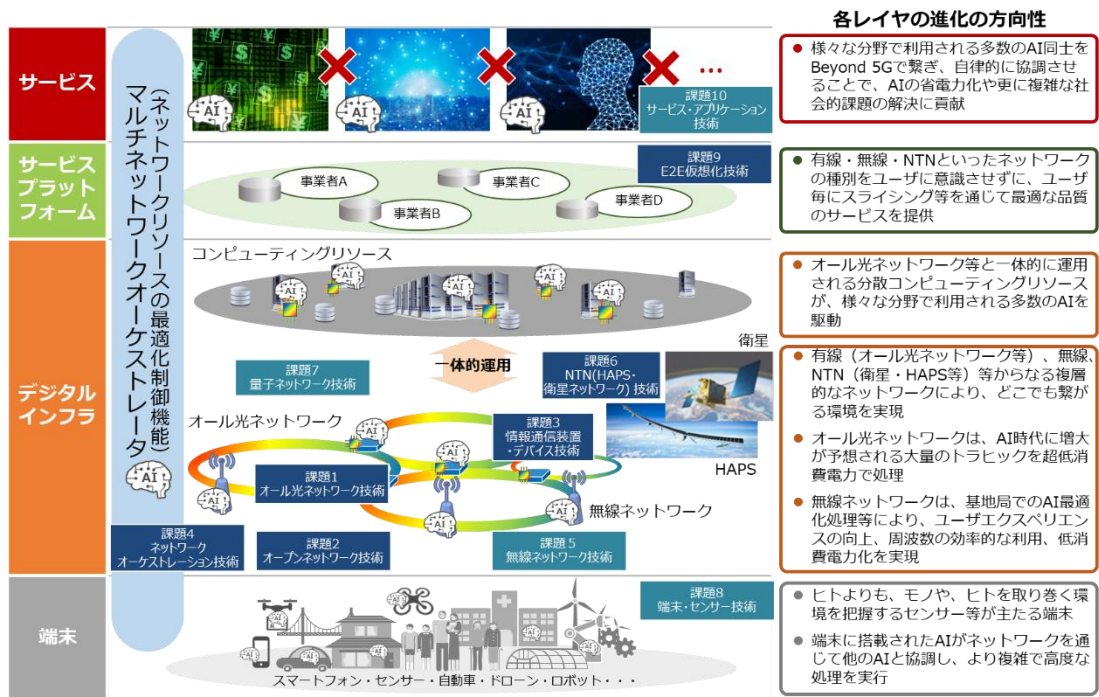 各レイヤの進化の方向性
サービス
AI
AI
AI
…
課題10
サービス・アプリケーション
技術
● 様々な分野で利用される多数のAI同士を
Beyond 5Gで繋ぎ、自律的に協調させ
ることで、AIの省電力化や更に複雑な社
会的課題の解決に貢献
マルチネットワークオーケストレータ
(ネットワークリソースの最適化制御機能)
AI
サービス
プラット
フォーム
事業者A
事業者B
事業者C
事業者D
課題9
E2E仮想化技術
● 有線・無線・NTNといったネットワーク
の種別をユーザに意識させずに、ユーザ
毎にスライシング等を通じて最適な品質
のサービスを提供
デジタル
インフラ
コンピューティングリソース
AI
AI
AI
AI
● オール光ネットワーク等と一体的に運用
される分散コンピューティングリソース
が、様々な分野で利用される多数のAIを
駆動
一体的運用
衛星
課題7
量子ネットワーク技術
課題6
NTN(HAPS・
衛星ネットワーク) 技術
HAPS
オール光ネットワーク
課題3
情報通信装置
・デバイス技術
AI
AI
AI
AI
AI
課題1
オール光ネットワーク技術
無線ネットワーク
課題4
ネットワーク
オーケストレーション技術
課題2
オープンネットワーク技術
課題5
無線ネットワーク技術
● 有線（オール光ネットワーク等）、無線、
NTN（衛星・HAPS等）等からなる複層
的なネットワークにより、どこでも繋が
る環境を実現
● オール光ネットワークは、AI時代に増大
が予想される大量のトラヒックを超低消
費電力で処理
● 無線ネットワークは、基地局でのAI最適
化処理等により、ユーザエクスペリエン
スの向上、周波数の効率的な利用、低消
費電力化を実現
端末
課題8
端末・センサー技術
AI
AI
AI
AI
AI
AI
AI
スマートフォン・センサー・自動車・ドローン・ロボット・・・
● ヒトよりも、モノや、ヒトを取り巻く環
境を把握するセンサー等が主たる端末
● 端末に搭載されたAIがネットワークを通
じて他のAIと協調し、より複雑で高度な
処理を実行